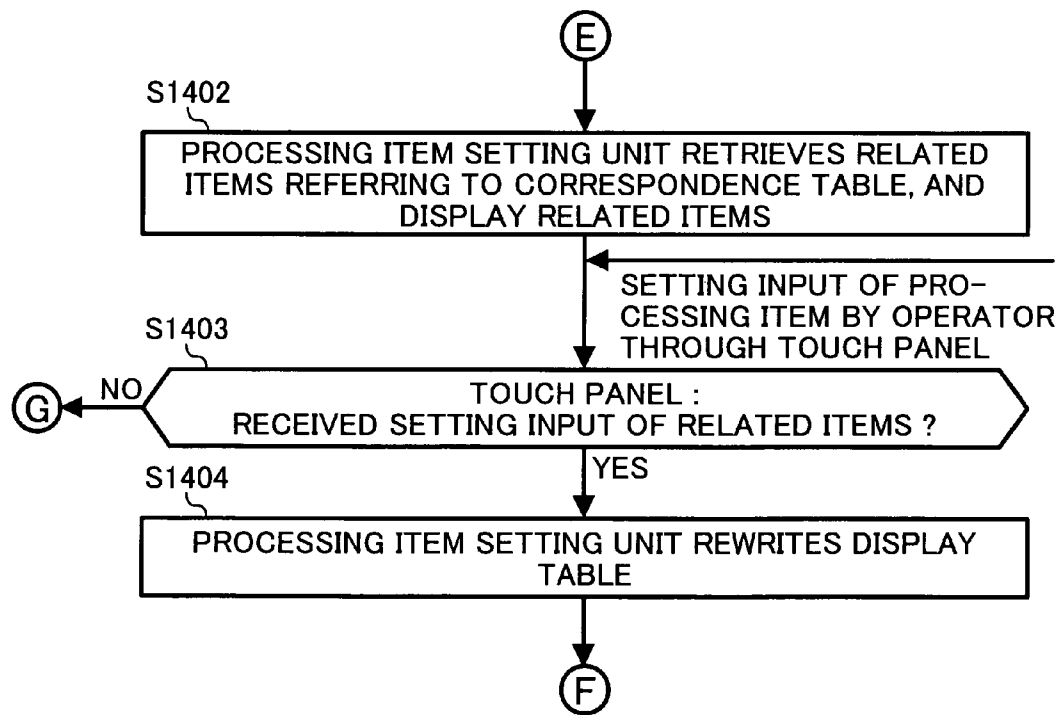 E
S1402
PROCESSING ITEM SETTING UNIT RETRIEVES RELATED
ITEMS REFERRING TO CORRESPONDENCE TABLE, AND
DISPLAY RELATED ITEMS
SETTING INPUT OF PRO-
CESSING ITEM BY OPERATOR
THROUGH TOUCH PANEL
S1403
G
NO
TOUCH PANEL :
RECEIVED SETTING INPUT OF RELATED ITEMS ?
YES
S1404
PROCESSING ITEM SETTING UNIT REWRITES DISPLAY
TABLE
F